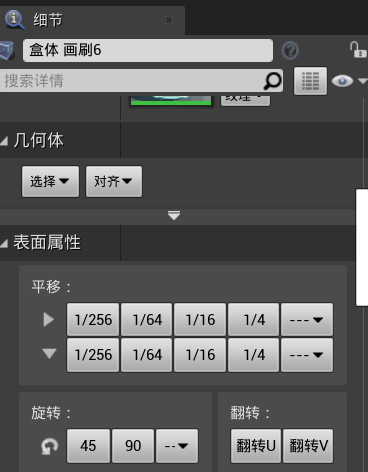 细节
盒体 画刷6
搜索详情
纹理
几何体
选择 对齐
表面属性
平移：
1/256 1/64 1/16 1/4 ---
1/256 1/64 1/16 1/4 ---
旋转： 翻转：
45 90 -- 翻转U 翻转V